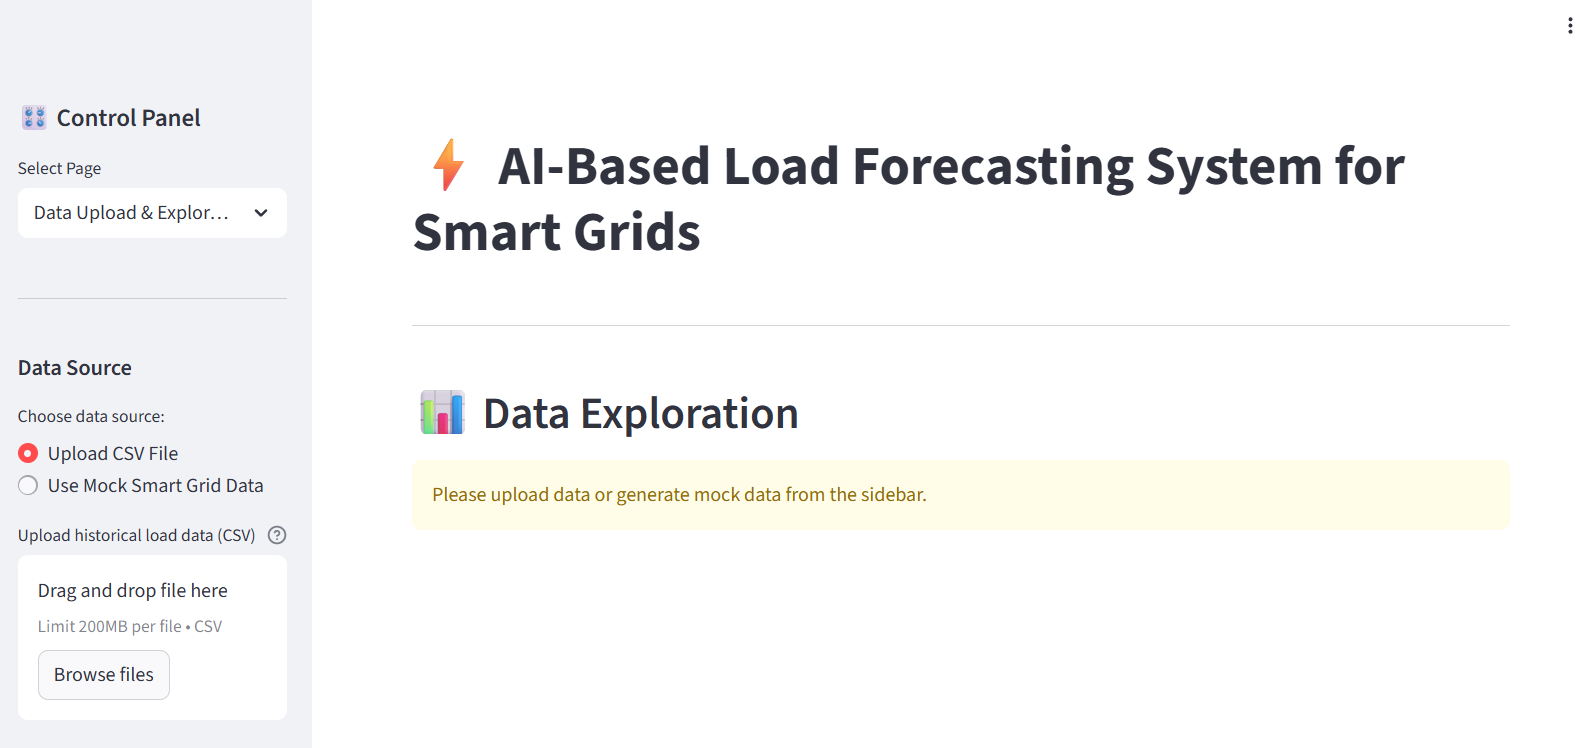 Control Panel
Select Page
Data Upload & Explor...
Data Source
Choose data source:
Upload CSV File
Use Mock Smart Grid Data
Upload historical load data (CSV)
Drag and drop file here
Limit 200MB per file • CSV
Browse files
AI-Based Load Forecasting System for
Smart Grids
Data Exploration
Please upload data or generate mock data from the sidebar.